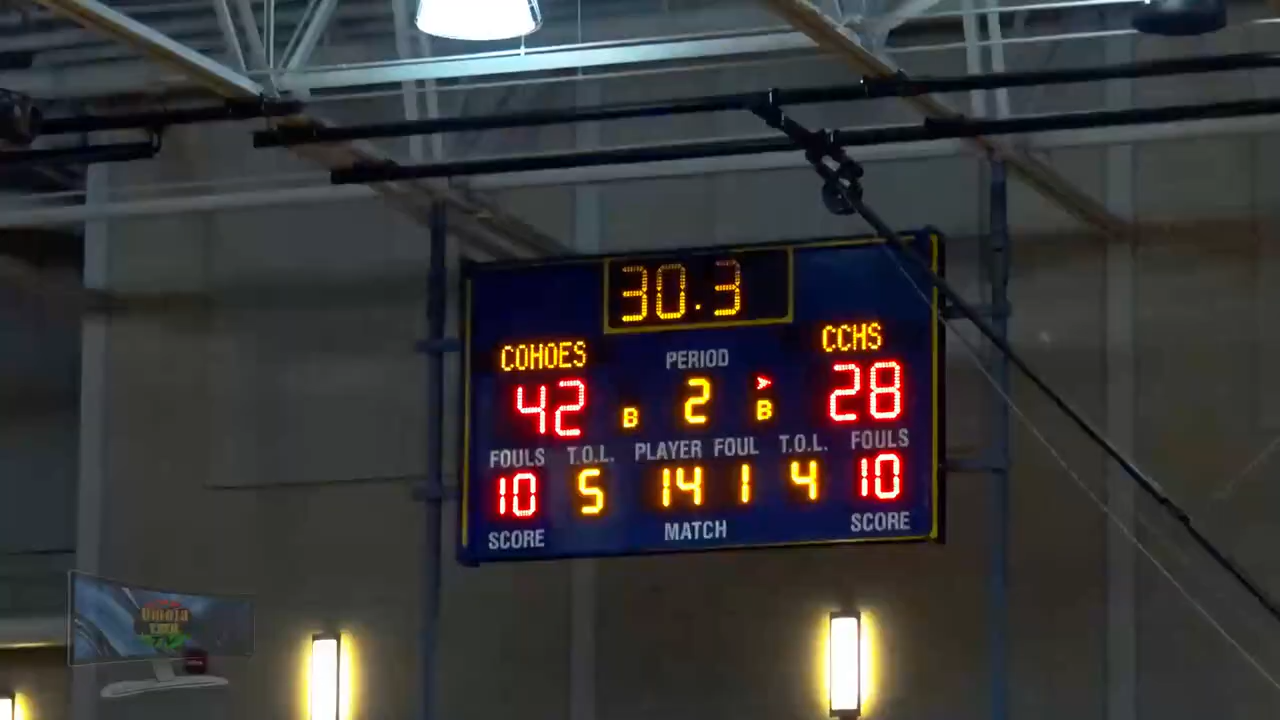 30.3
COHOES PERIOD CCHS
42 B 2 B 28
FOULS T.O.L. PLAYER FOUL T.O.L. FOULS
10 5 14 1 4 10
SCORE MATCH SCORE
Umoja